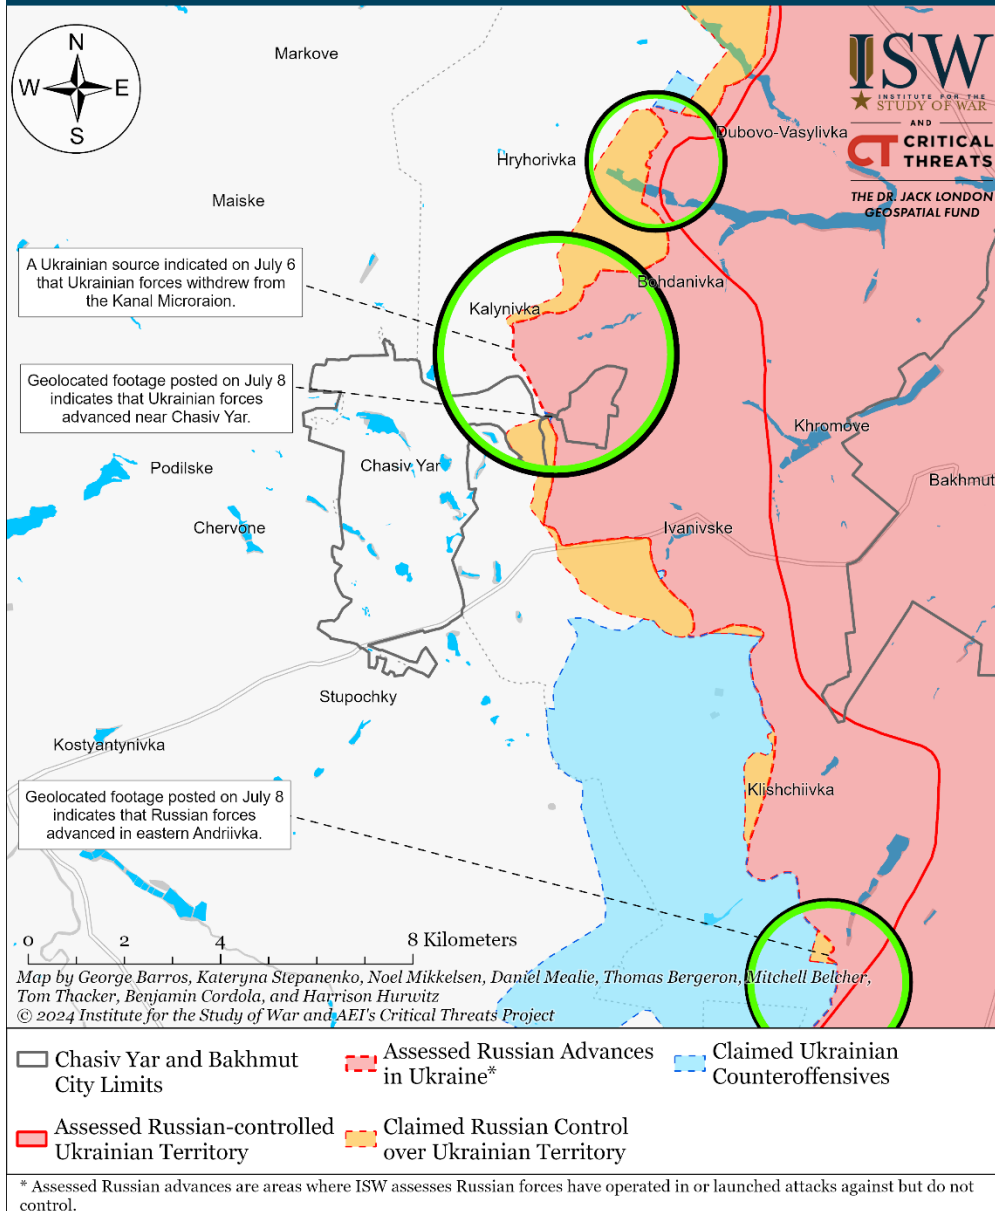 N
W
E
S
Markove
ISW
INSTITUTE FOR THE
STUDY OF WAR
AND
CT CRITICAL
THREATS
THE DR. JACK LONDON
GEOSPATIAL FUND
Dubovo-Vasylivka
Hryhorivka
Maiske
A Ukrainian source indicated on July 6
that Ukrainian forces withdrew from
the Kanal Microraion.
Bohdanivka
Kalynivka
Geolocated footage posted on July 8
indicates that Ukrainian forces
advanced near Chasiv Yar.
Khromove
Podilske
Chasiv Yar
Bakhmut
Chervone
Ivanivske
Stupochky
Kostyantynivka
Klishchiivka
Geolocated footage posted on July 8
indicates that Russian forces
advanced in eastern Andriivka.
0 2 4 8 Kilometers
Map by George Barros, Kateryna Stepanenko, Noel Mikkelsen, Daniel Mealie, Thomas Bergeron, Mitchell Belcher,
Tom Thacker, Benjamin Cordola, and Harrison Hurwitz
© 2024 Institute for the Study of War and AEI's Critical Threats Project
Chasiv Yar and Bakhmut
City Limits
Assessed Russian Advances
in Ukraine*
Claimed Ukrainian
Counteroffensives
Assessed Russian-controlled
Ukrainian Territory
Claimed Russian Control
over Ukrainian Territory
* Assessed Russian advances are areas where ISW assesses Russian forces have operated in or launched attacks against but do not
control.